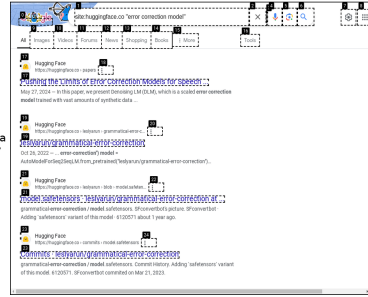 site:huggingface.co "error correction model"
All Images Videos Forums News Shopping Books More Tools
Hugging Face
https://huggingface.co › papers
Pushing the Limits of Error Correction Models for Speech ...
May 27, 2024 — In this paper, we present Denoising LM (DLM), which is a scaled error correction
model trained with vast amounts of synthetic data ...
Hugging Face
https://huggingface.co › leslyarun › grammatical-error-c...
leslyarun/grammatical-error-correction
Oct 26, 2022 — ... error-correction') model =
AutoModelForSeq2SeqLM.from_pretrained('leslyarun/grammatical-error-correction')..
Hugging Face
https://huggingface.co › leslyarun › blob › model.safeten...
model.safetensors · leslyarun/grammatical-error-correction at ...
grammatical-error-correction / model.safetensors. SFconvertbot's picture. SFconvertbot ·
Adding `safetensors` variant of this model · 6120571 about 1 year ago.
Hugging Face
https://huggingface.co › commits › model.safetensors
Commits · leslyarun/grammatical-error-correction
grammatical-error-correction / model.safetensors. Commit History. Adding `safetensors` variant
of this model. 6120571. SFconvertbot commited on Mar 21, 2023.